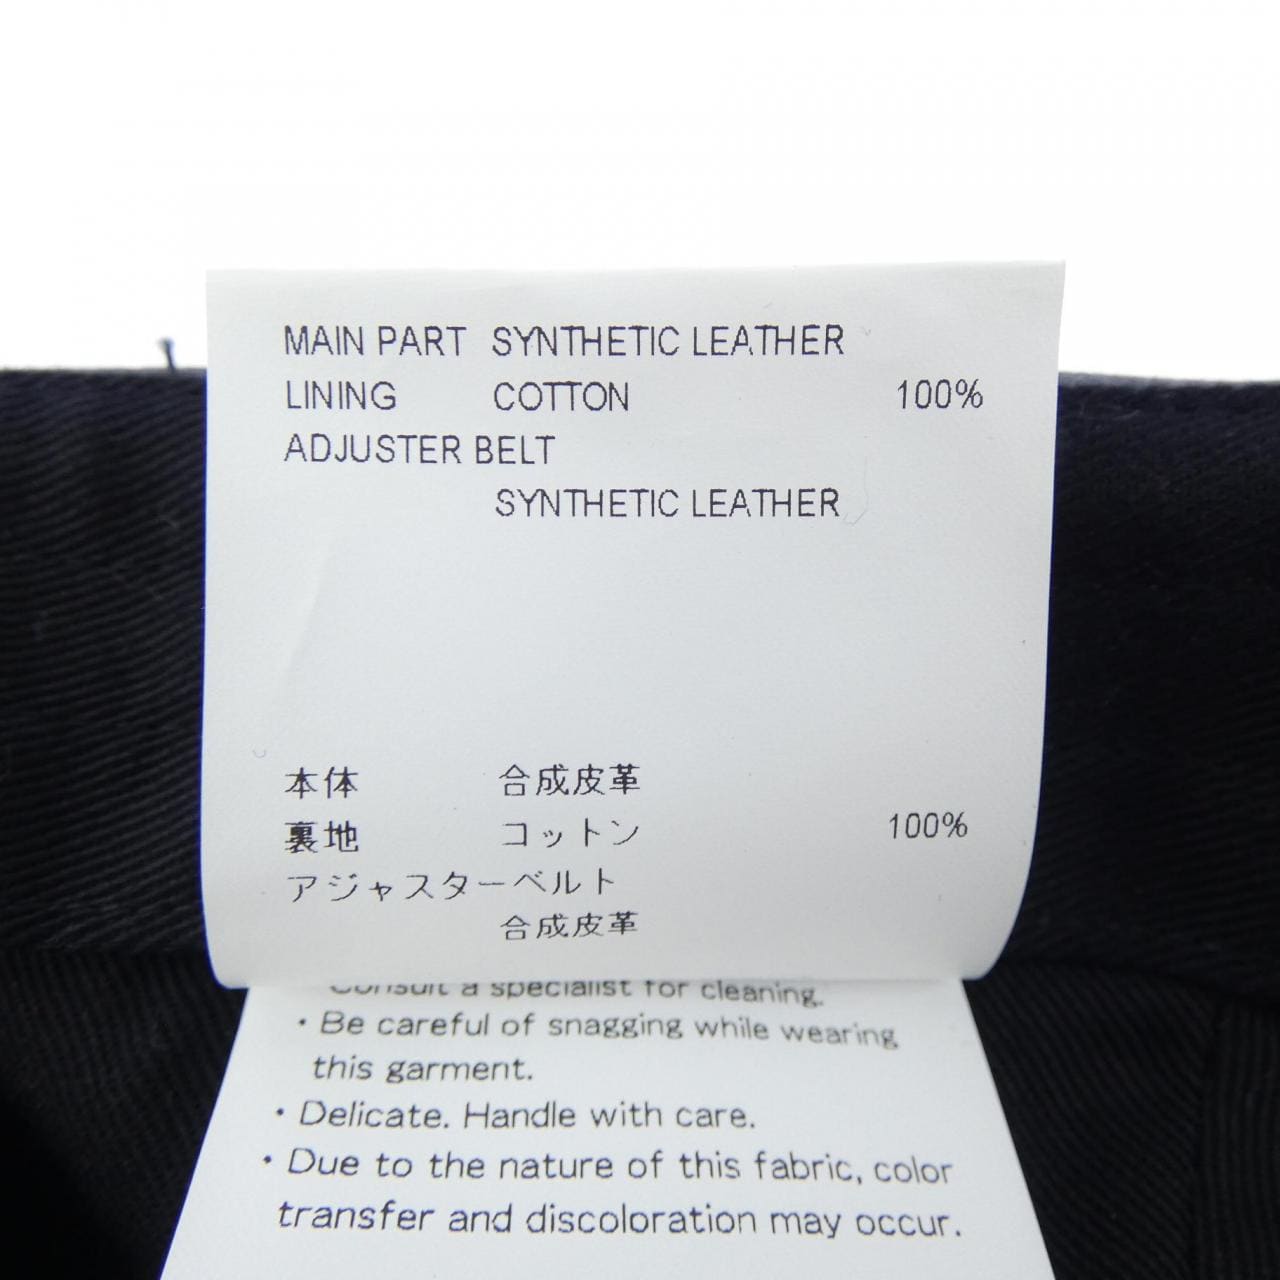 MAIN PART SYNTHETIC LEATHER
LINING COTTON 100%
ADJUSTER BELT
SYNTHETIC LEATHER
本体 合成皮革
裏地 コットン 100%
アジャスターベルト
合成皮革
Consult a specialist for cleaning.
・Be careful of snagging while wearing
this garment.
・Delicate. Handle with care.
・Due to the nature of this fabric, color
transfer and discoloration may occur.